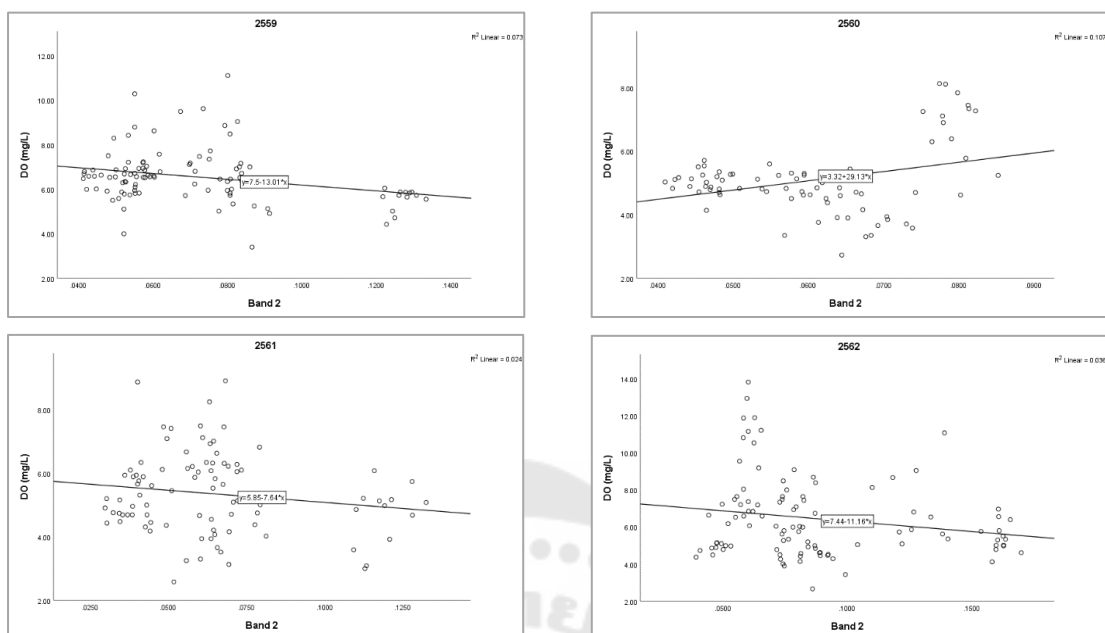 2559
R² Linear = 0.073
12.00
10.00
8.00
6.00
4.00
2.00
DO (mg/L)
y=7.5-13.01*x
.0400 .0600 .0800 .1000 .1200 .1400
Band 2
2560
R² Linear = 0.107
8.00
6.00
4.00
2.00
DO (mg/L)
y=3.32+29.13*x
.0400 .0500 .0600 .0700 .0800 .0900
Band 2
2561
R² Linear = 0.024
8.00
6.00
4.00
2.00
DO (mg/L)
y=5.85-7.64*x
.0250 .0500 .0750 .1000 .1250
Band 2
2562
R² Linear = 0.036
14.00
12.00
10.00
8.00
6.00
4.00
2.00
DO (mg/L)
y=7.44-11.16*x
.0500 .1000 .1500
Band 2